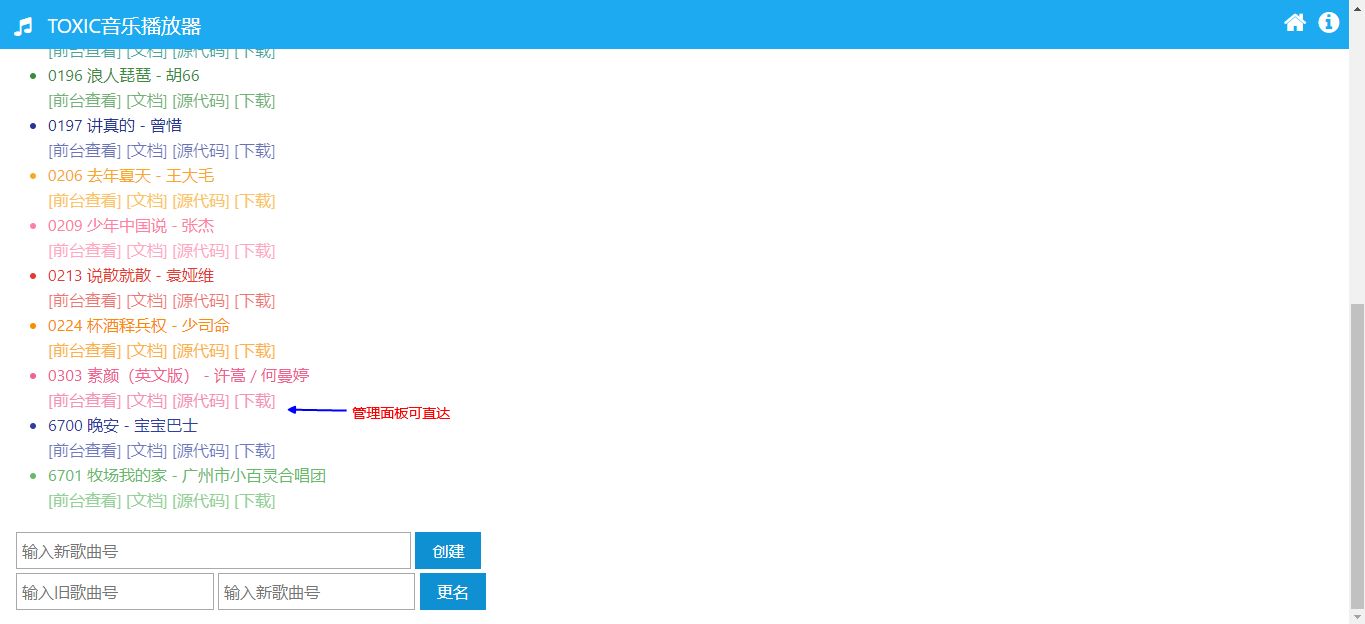 TOXIC音乐播放器
[前台查看] [文档] [源代码] [下载]
0196 浪人琵琶 - 胡66
[前台查看] [文档] [源代码] [下载]
0197 讲真的 - 曾惜
[前台查看] [文档] [源代码] [下载]
0206 去年夏天 - 王大毛
[前台查看] [文档] [源代码] [下载]
0209 少年中国说 - 张杰
[前台查看] [文档] [源代码] [下载]
0213 说散就散 - 袁娅维
[前台查看] [文档] [源代码] [下载]
0224 杯酒释兵权 - 少司命
[前台查看] [文档] [源代码] [下载]
0303 素颜（英文版） - 许嵩 / 何曼婷
[前台查看] [文档] [源代码] [下载]
管理面板可直达
6700 晚安 - 宝宝巴士
[前台查看] [文档] [源代码] [下载]
6701 牧场我的家 - 广州市小百灵合唱团
[前台查看] [文档] [源代码] [下载]
输入新歌曲号 创建
输入旧歌曲号 输入新歌曲号 更名